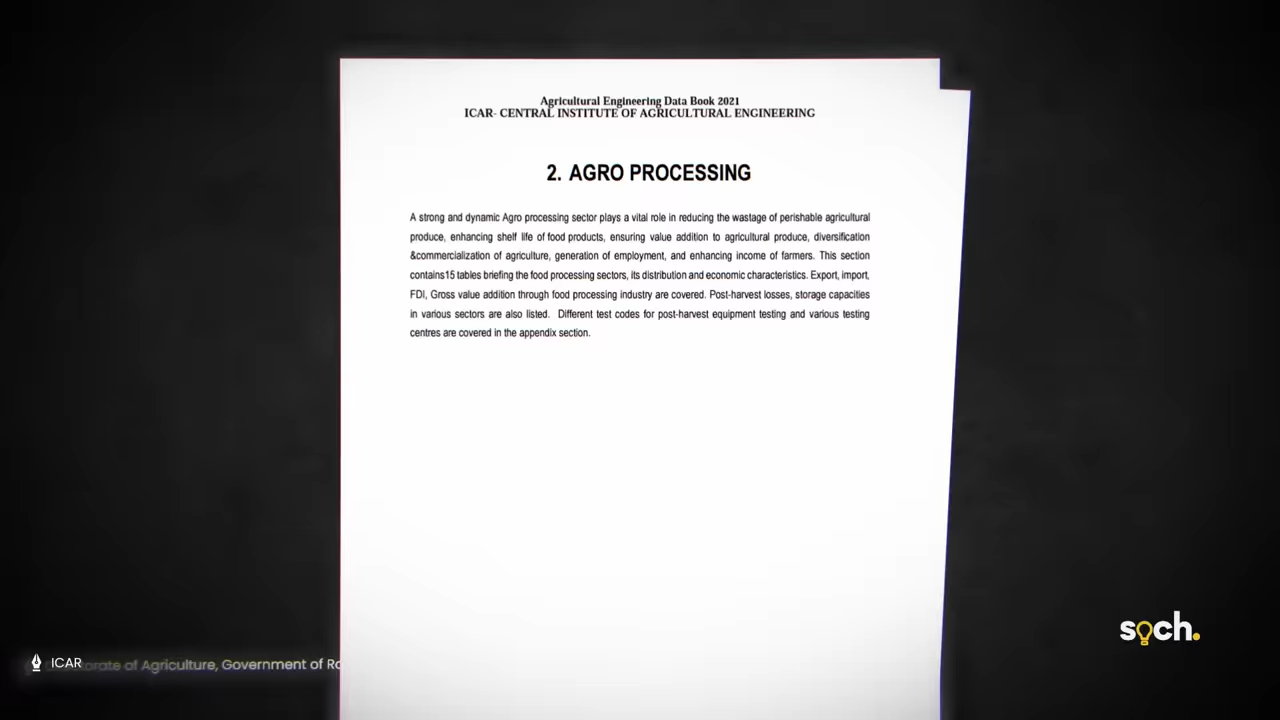 Agricultural Engineering Data Book 2021
ICAR- CENTRAL INSTITUTE OF AGRICULTURAL ENGINEERING
2. AGRO PROCESSING
A strong and dynamic Agro processing sector plays a vital role in reducing the wastage of perishable agricultural
produce, enhancing shelf life of food products, ensuring value addition to agricultural produce, diversification
&commercialization of agriculture, generation of employment, and enhancing income of farmers. This section
contains15 tables briefing the food processing sectors, its distribution and economic characteristics. Export, import,
FDI, Gross value addition through food processing industry are covered. Post-harvest losses, storage capacities
in various sectors are also listed. Different test codes for post-harvest equipment testing and various testing
centres are covered in the appendix section.
soch.
ICAR
of Agriculture, Government of